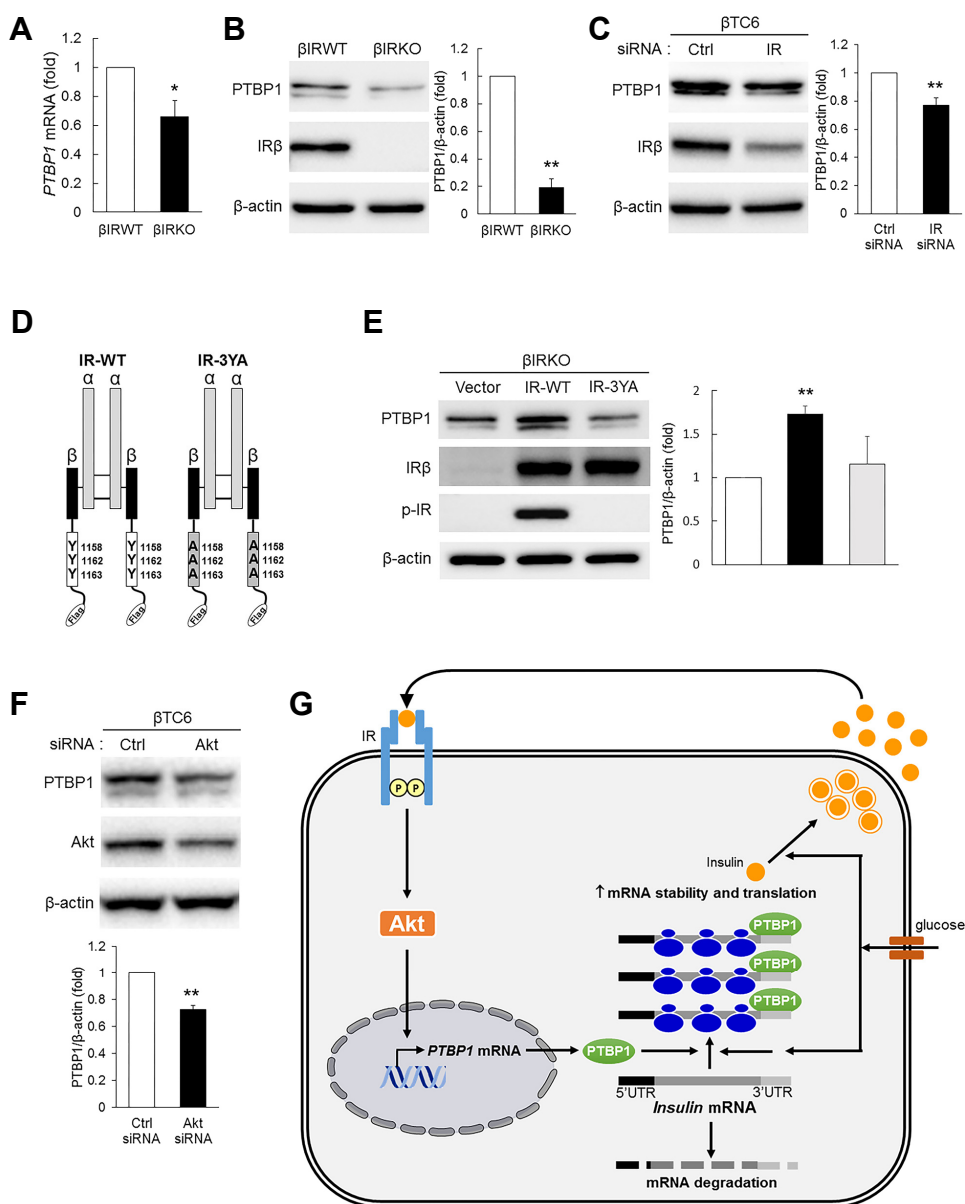 A
PTBP1 mRNA (fold)
1.2
1
0.8
0.6
0.4
0.2
0
*
βIRWT βIRKO
B
βIRWT βIRKO
PTBP1
IRβ
β-actin
PTBP1/β-actin (fold)
1.2
1
0.8
0.6
0.4
0.2
0
**
βIRWT βIRKO
C
βTC6
siRNA : Ctrl IR
PTBP1
IRβ
β-actin
PTBP1/β-actin (fold)
1.2
1
0.8
0.6
0.4
0.2
0
**
Ctrl siRNA
IR siRNA
D
IR-WT
α α
β β
Y 1158 Y 1158
Y 1162 Y 1162
Y 1163 Y 1163
Flag Flag
IR-3YA
α α
β β
A 1158 A 1158
A 1162 A 1162
A 1163 A 1163
Flag Flag
E
βIRKO
Vector IR-WT IR-3YA
PTBP1
IRβ
p-IR
β-actin
PTBP1/β-actin (fold)
2
1.5
1
0.5
0
**
F
βTC6
siRNA : Ctrl Akt
PTBP1
Akt
β-actin
PTBP1/β-actin (fold)
1.2
1
0.8
0.6
0.4
0.2
0
**
Ctrl siRNA
Akt siRNA
G
IR
P P
Akt
PTBP1 mRNA
PTBP1
Insulin
↑mRNA stability and translation
PTBP1
PTBP1
PTBP1
glucose
5'UTR 3'UTR
Insulin mRNA
mRNA degradation